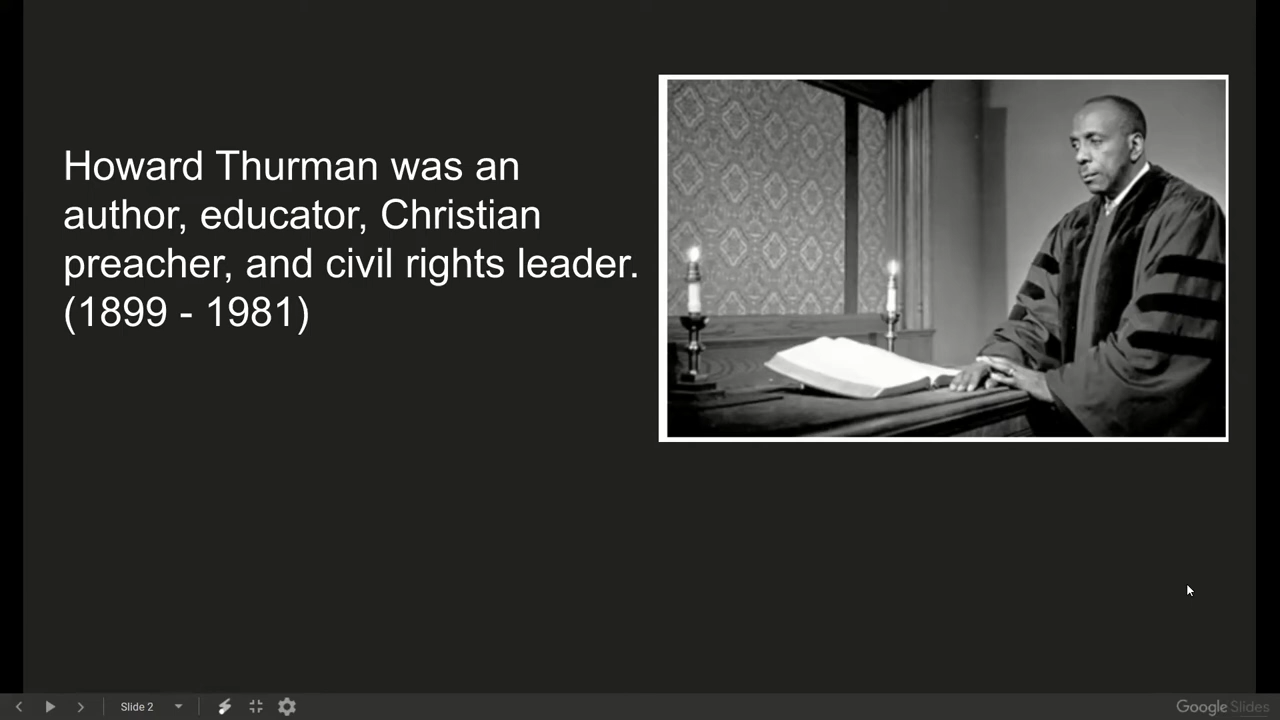 Howard Thurman was an
author, educator, Christian
preacher, and civil rights leader.
(1899 - 1981)
Slide 2
Google Slides